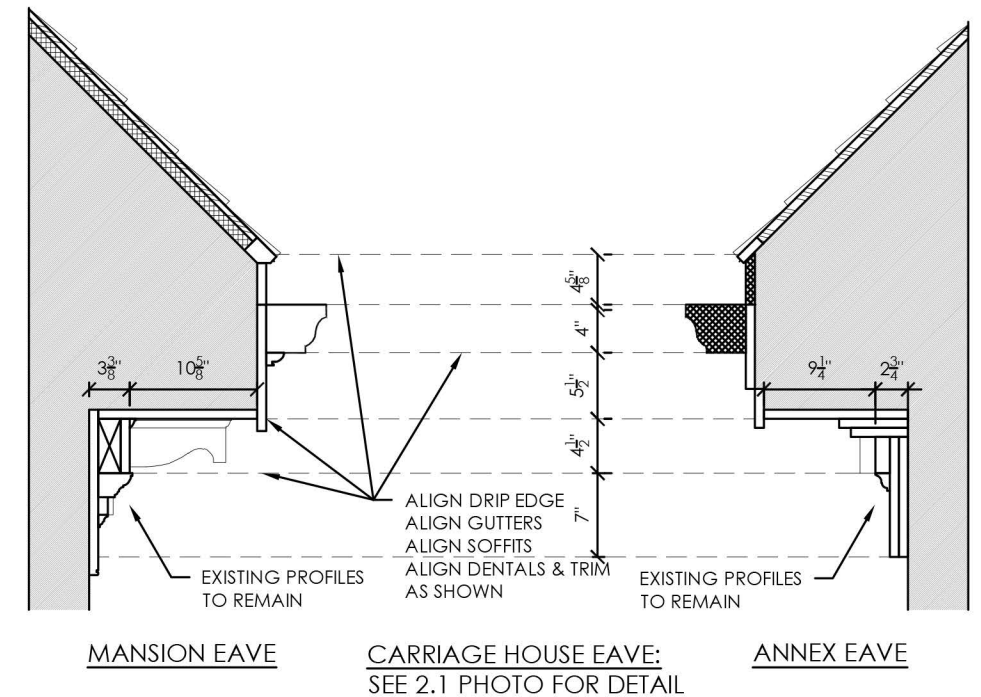 4⅝"
4"
3⅜"
10⅝"
5½"
9¼"
2¾"
4½"
7"
ALIGN DRIP EDGE
ALIGN GUTTERS
ALIGN SOFFITS
ALIGN DENTALS & TRIM
AS SHOWN
EXISTING PROFILES
TO REMAIN
EXISTING PROFILES
TO REMAIN
MANSION EAVE
CARRIAGE HOUSE EAVE:
SEE 2.1 PHOTO FOR DETAIL
ANNEX EAVE